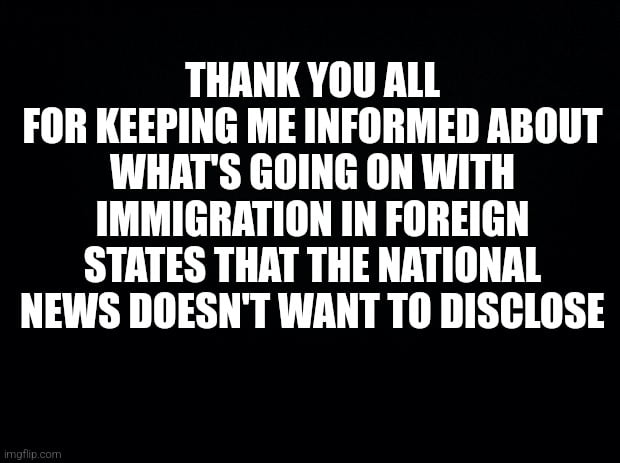 THANK YOU ALL
FOR KEEPING ME INFORMED ABOUT
WHAT'S GOING ON WITH
IMMIGRATION IN FOREIGN
STATES THAT THE NATIONAL
NEWS DOESN'T WANT TO DISCLOSE
imgflip.com